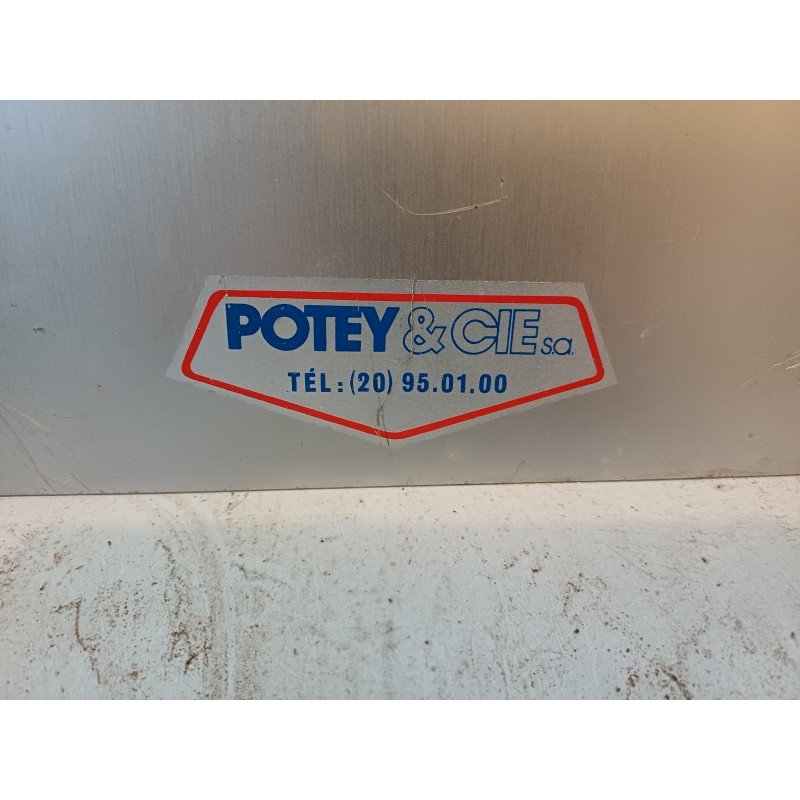 POTEY & CIE s.a.
TÉL : (20) 95.01.00